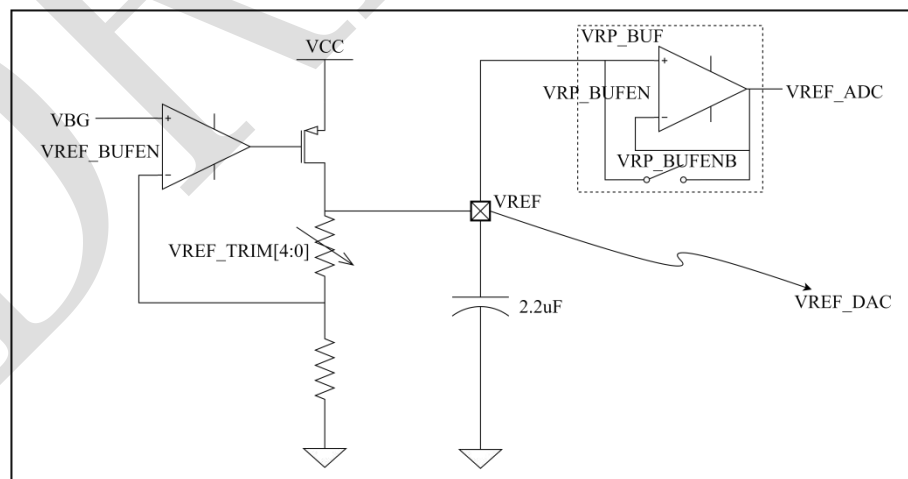 VCC
VRP_BUF
+
VRP_BUFEN
VREF_ADC
VBG
+
VREF_BUFEN
-
-
VRP_BUFENB
VREF
VREF_TRIM[4:0]
2.2uF
VREF_DAC